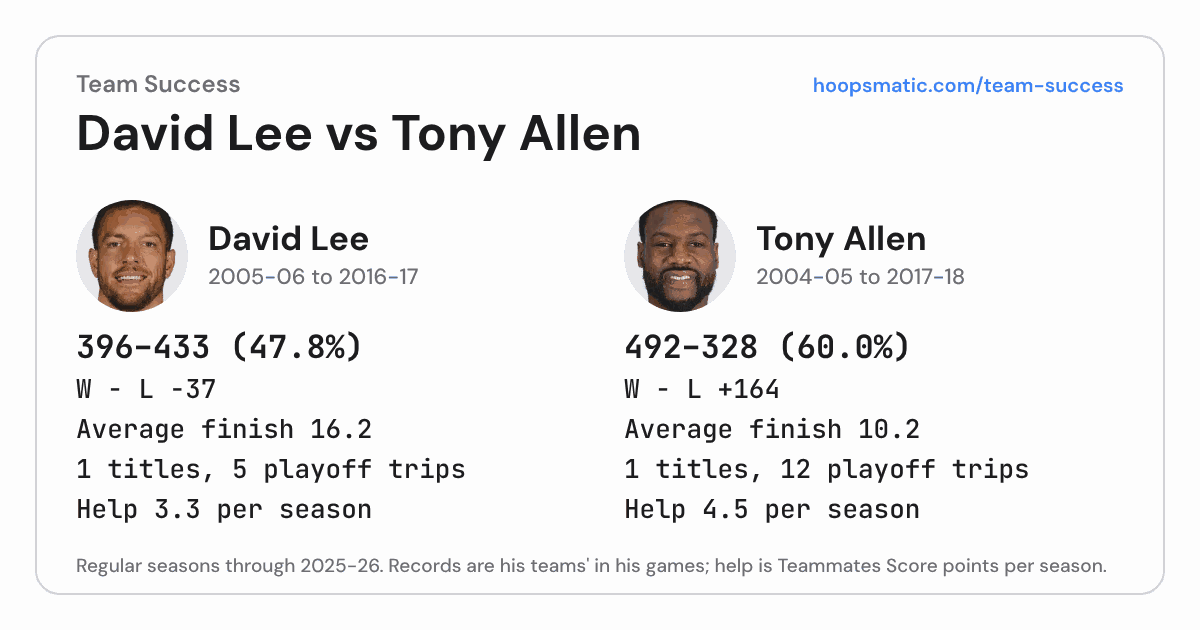 Team Success
hoopsmatic.com/team-success
David Lee vs Tony Allen
David Lee
2005-06 to 2016-17
396-433 (47.8%)
W - L -37
Average finish 16.2
1 titles, 5 playoff trips
Help 3.3 per season
Tony Allen
2004-05 to 2017-18
492-328 (60.0%)
W - L +164
Average finish 10.2
1 titles, 12 playoff trips
Help 4.5 per season
Regular seasons through 2025-26. Records are his teams' in his games; help is Teammates Score points per season.